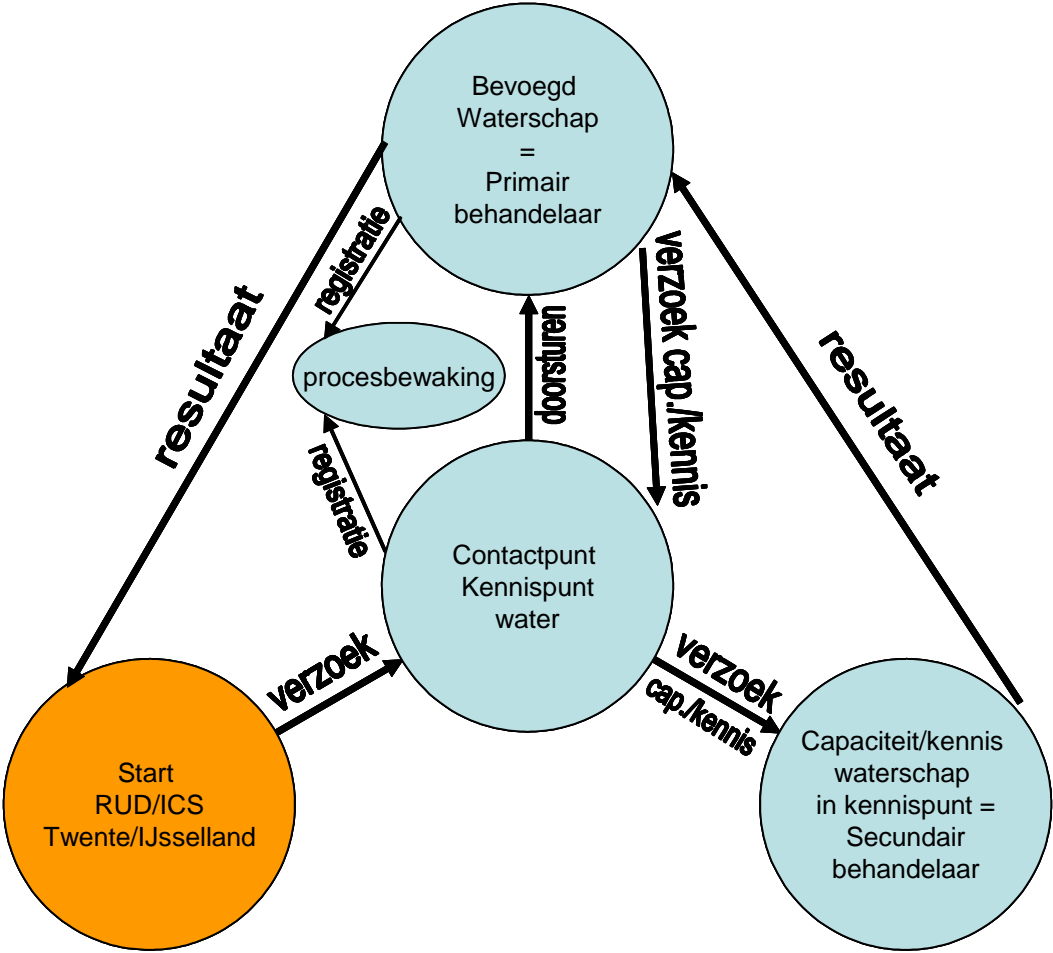 Bevoegd
Waterschap
=
Primair
behandelaar
registratie
resultaat
procesbewaking
doorsturen
verzoek cap./kennis
resultaat
registratie
Contactpunt
Kennispunt
water
verzoek
verzoek
cap./kennis
Start
RUD/ICS
Twente/IJsselland
Capaciteit/kennis
waterschap
in kennispunt =
Secundair
behandelaar